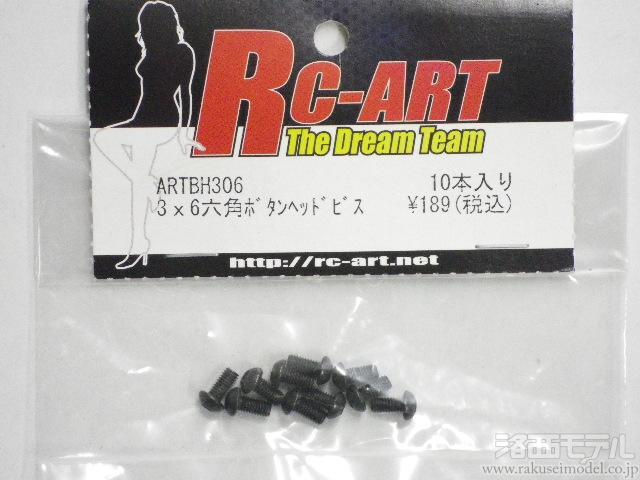 RC-ART
The Dream Team
ARTBH306 10本入り
3×6六角ﾎﾞﾀﾝﾍｯﾄﾞﾋﾞｽ ¥189(税込)
http://rc-art.net
洛西モデル
www.rakuseimodel.co.jp